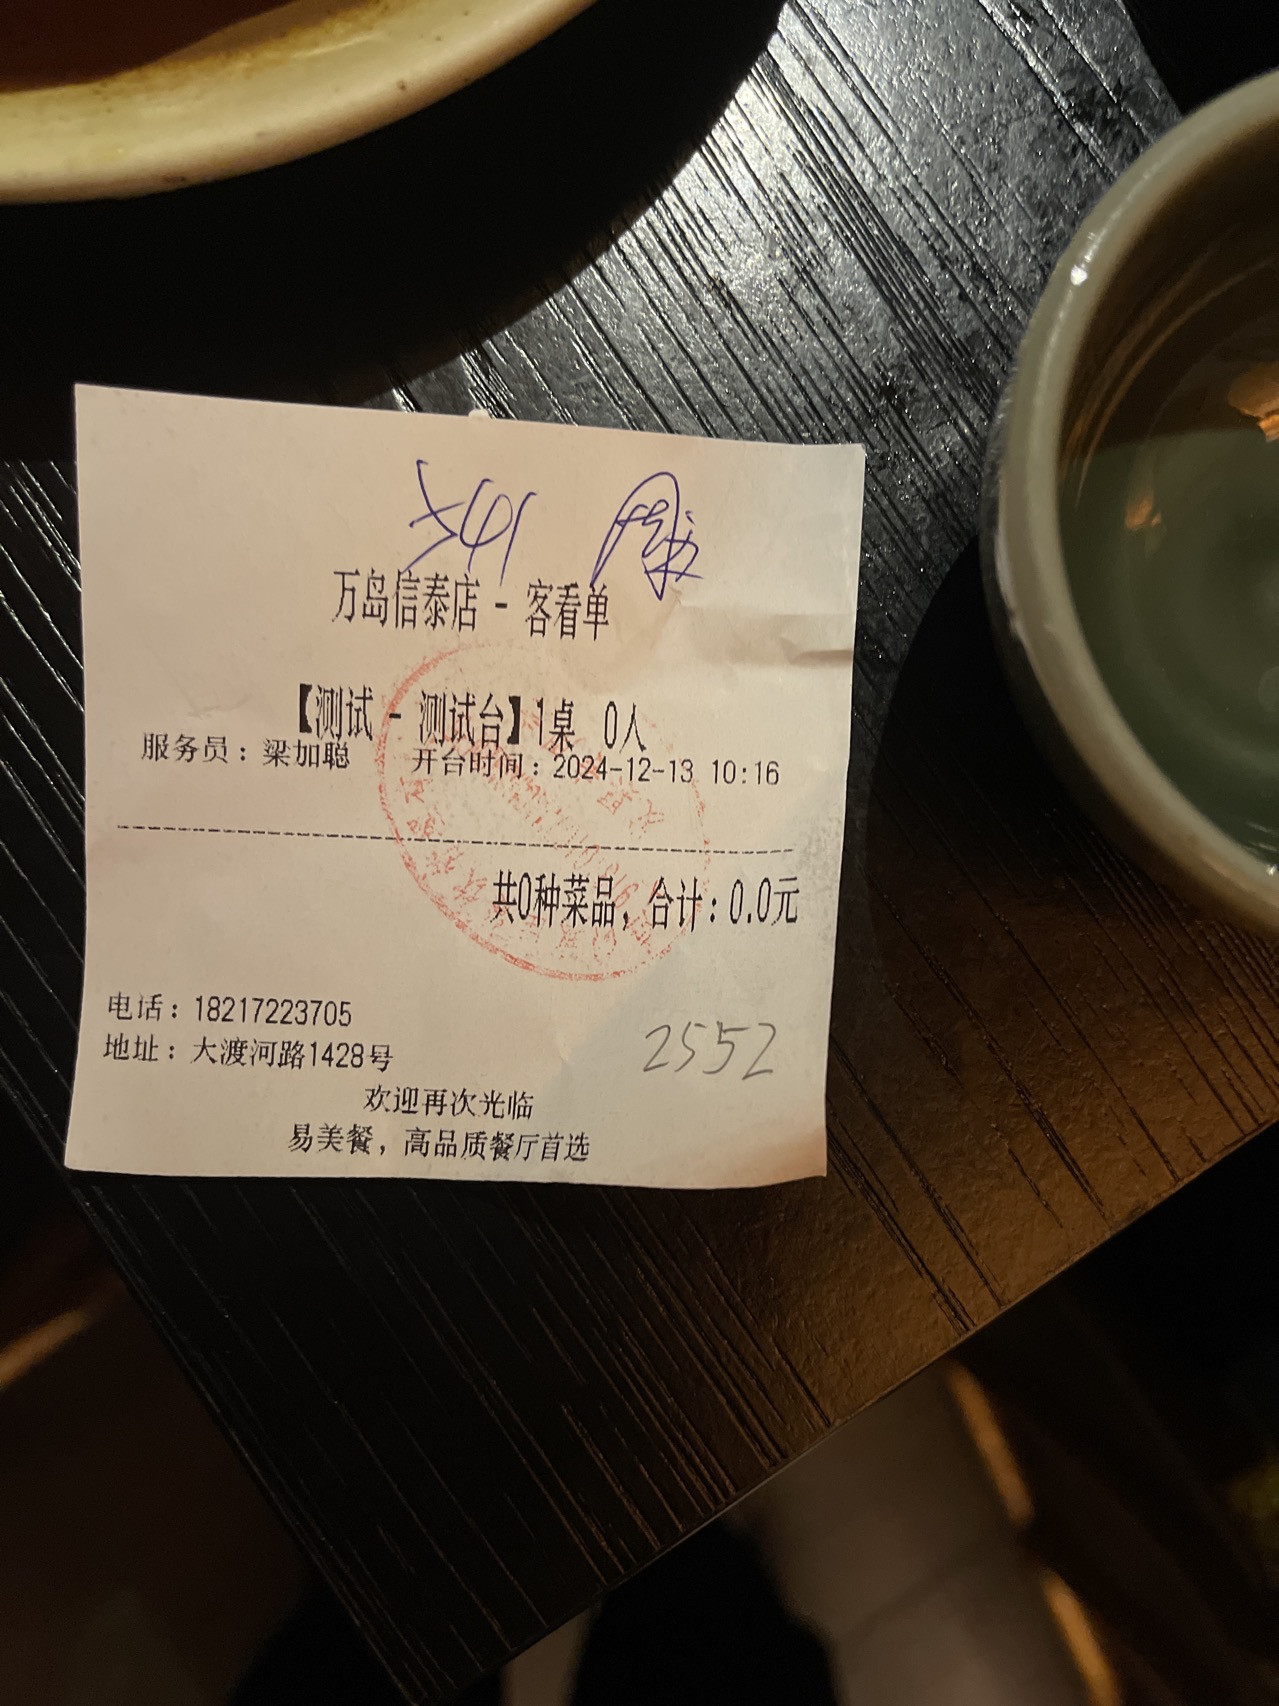 万岛信泰店 - 客看单
【测试 - 测试台】1桌 0人
服务员：梁加聪 开台时间：2024-12-13 10:16
共0种菜品，合计：0.0元
电话：18217223705
地址：大渡河路1428号
2552
欢迎再次光临
易美餐，高品质餐厅首选